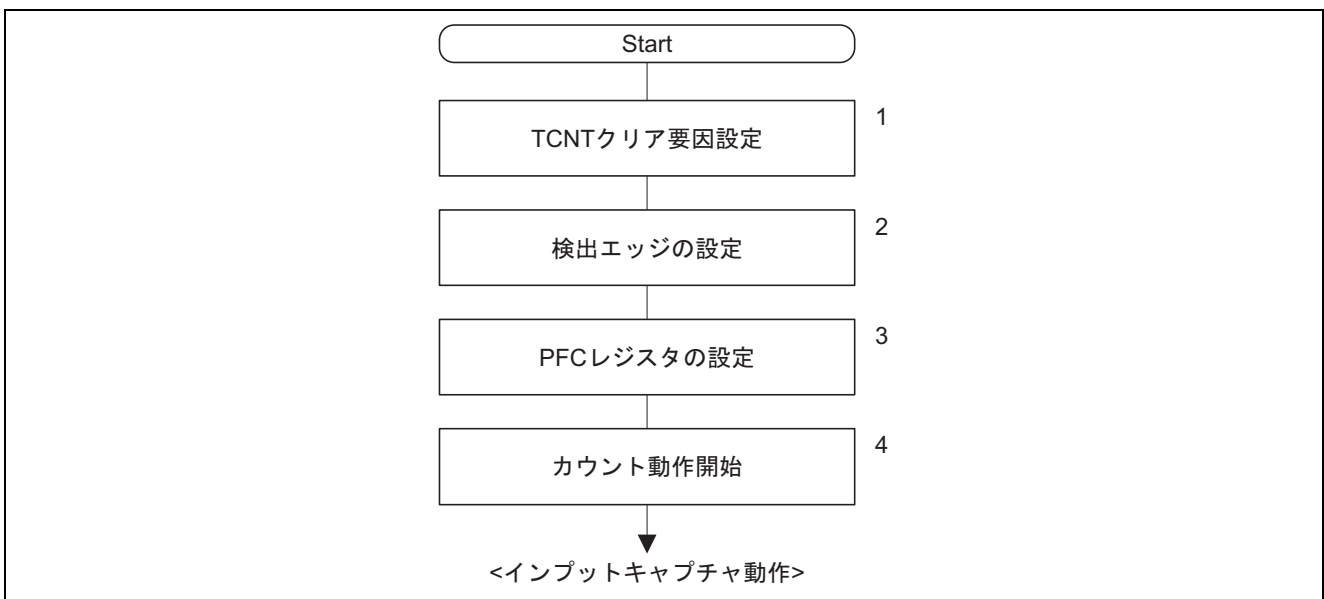 Start
1
TCNTクリア要因設定
2
検出エッジの設定
3
PFCレジスタの設定
4
カウント動作開始
<インプットキャプチャ動作>